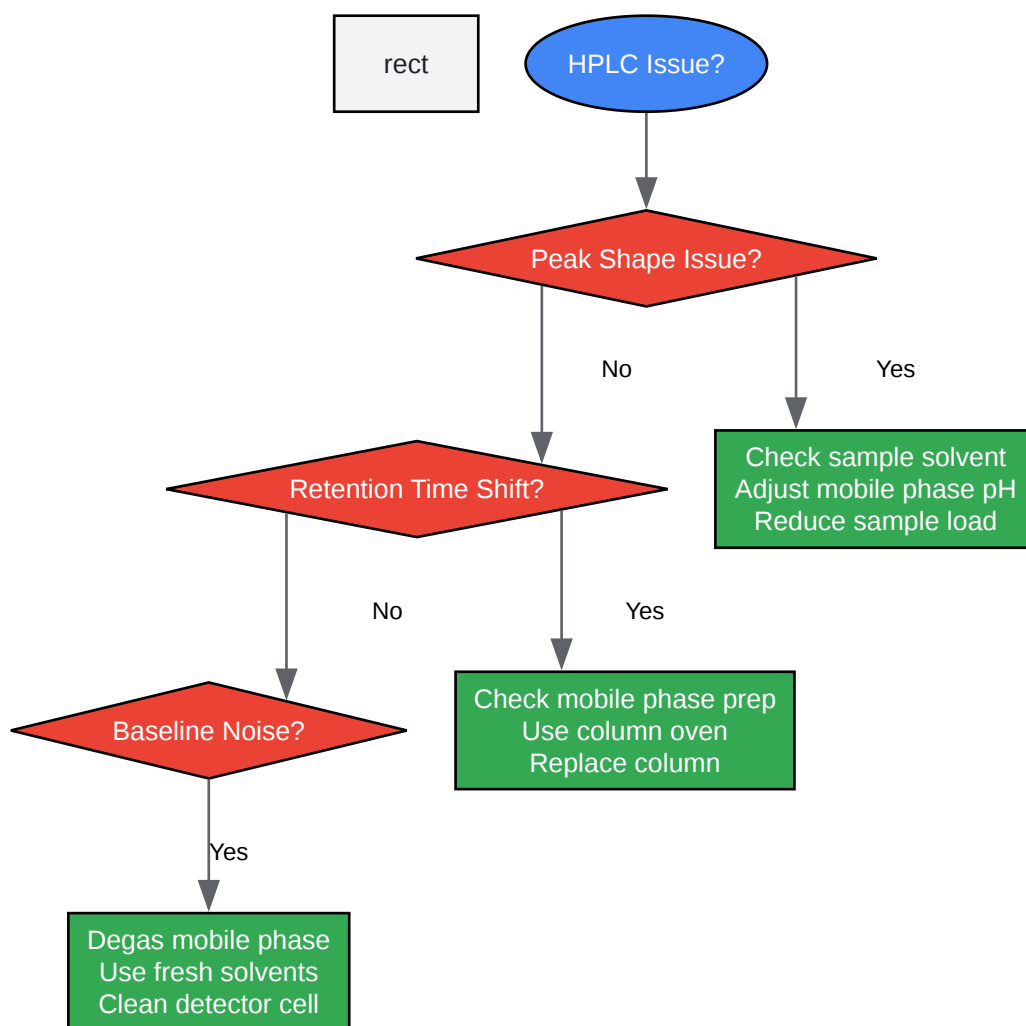 rect
HPLC Issue?
Peak Shape Issue?
No
Yes
Check sample solvent
Adjust mobile phase pH
Reduce sample load
Retention Time Shift?
No
Yes
Check mobile phase prep
Use column oven
Replace column
Baseline Noise?
Yes
Degas mobile phase
Use fresh solvents
Clean detector cell